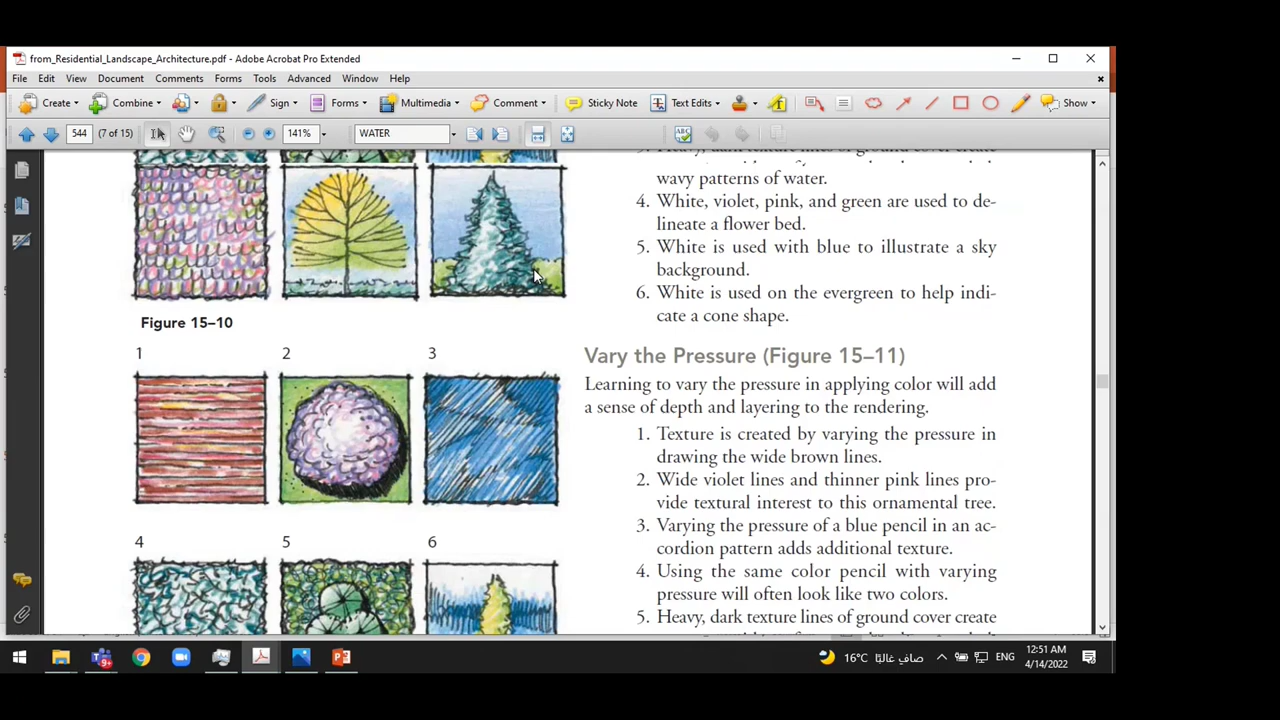 from_Residential_Landscape_Architecture.pdf - Adobe Acrobat Pro Extended
File Edit View Document Comments Forms Tools Advanced Window Help
Create Combine Sign Forms Multimedia Comment Sticky Note Text Edits Show
544 (7 of 15) 141% WATER
wavy patterns of water.
4. White, violet, pink, and green are used to de-
lineate a flower bed.
5. White is used with blue to illustrate a sky
background.
6. White is used on the evergreen to help indi-
cate a cone shape.
Figure 15–10
1 2 3
4 5 6
Vary the Pressure (Figure 15–11)
Learning to vary the pressure in applying color will add
a sense of depth and layering to the rendering.
1. Texture is created by varying the pressure in
drawing the wide brown lines.
2. Wide violet lines and thinner pink lines pro-
vide textural interest to this ornamental tree.
3. Varying the pressure of a blue pencil in an ac-
cordion pattern adds additional texture.
4. Using the same color pencil with varying
pressure will often look like two colors.
5. Heavy, dark texture lines of ground cover create
16°C صافٍ غالبًا ENG 12:51 AM
4/14/2022